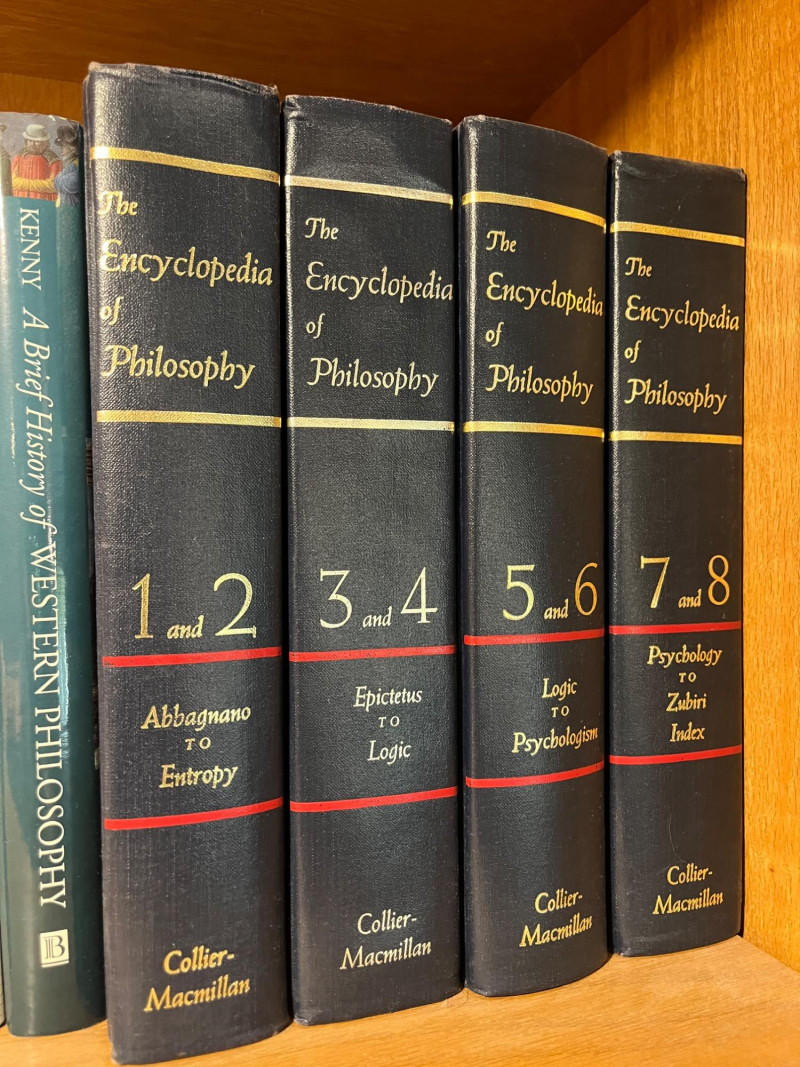 KENNY A Brief History of WESTERN PHILOSOPHY
B
The
Encyclopedia
of
Philosophy
1 and 2
Abbagnano
TO
Entropy
Collier-
Macmillan
The
Encyclopedia
of
Philosophy
3 and 4
Epictetus
TO
Logic
Collier-
Macmillan
The
Encyclopedia
of
Philosophy
5 and 6
Logic
TO
Psychologism
Collier-
Macmillan
The
Encyclopedia
of
Philosophy
7 and 8
Psychology
TO
Zubiri
Index
Collier-
Macmillan